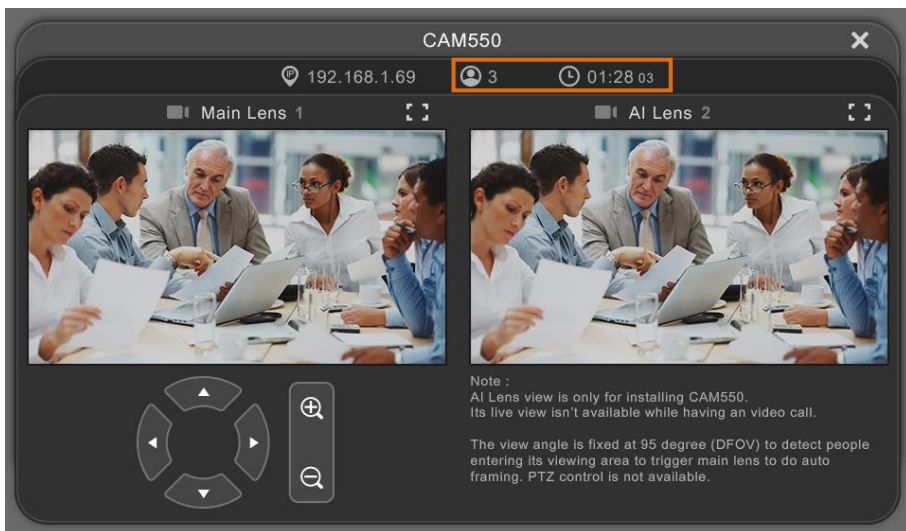 CAM550
IP 192.168.1.69 3 01:28 03
Main Lens 1
AI Lens 2
Note :
AI Lens view is only for installing CAM550.
Its live view isn't available while having an video call.
The view angle is fixed at 95 degree (DFOV) to detect people
entering its viewing area to trigger main lens to do auto
framing. PTZ control is not available.